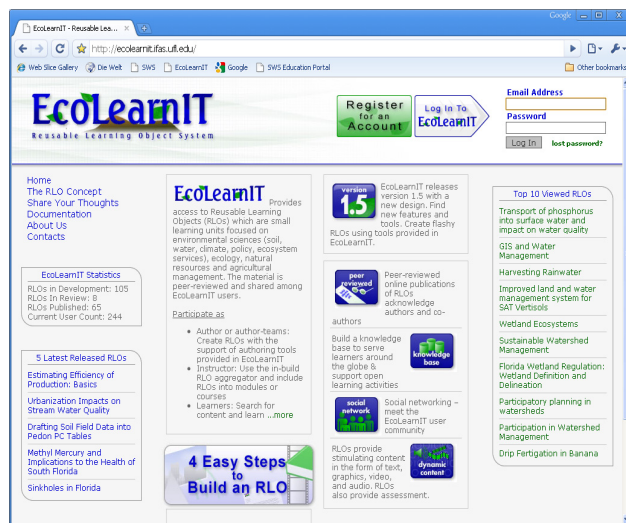 Google
EcoLearnIT - Reusable Lea...
http://ecolearnit.ifas.ufl.edu/
Web Slice Gallery
Die Welt
SWS
EcoLearnIT
Google
SWS Education Portal
Other bookmarks
EcoLearnIT
Reusable Learning Object System
Register
for an
Account
Log In To
EcoLearnIT
Email Address
Password
Log In
lost password?
Home
The RLO Concept
Share Your Thoughts
Documentation
About Us
Contacts
EcoLearnIT Statistics
RLOs in Development: 105
RLOs In Review: 8
RLOs Published: 65
Current User Count: 244
5 Latest Released RLOs
Estimating Efficiency of
Production: Basics
Urbanization Impacts on
Stream Water Quality
Drafting Soil Field Data into
Pedon PC Tables
Methyl Mercury and
Implications to the Health of
South Florida
Sinkholes in Florida
EcoLearnIT Provides
access to Reusable Learning
Objects (RLOs) which are small
learning units focused on
environmental sciences (soil,
water, climate, policy, ecosystem
services), ecology, natural
resources and agricultural
management. The material is
peer-reviewed and shared among
EcoLearnIT users.
Participate as
• Author or author-teams:
Create RLOs with the
support of authoring tools
provided in EcoLearnIT
• Instructor: Use the in-build
RLO aggregator and include
RLOs into modules or
courses
• Learners: Search for
content and learn ...more
4 Easy Steps
to
Build an RLO
version
1.5
EcoLearnIT releases
version 1.5 with a
new design. Find
new features and
tools. Create flashy
RLOs using tools provided in
EcoLearnIT.
peer
reviewed
Peer-reviewed
online publications
of RLOs
acknowledge
authors and co-
authors
Build a knowledge
base to serve
learners around
the globe &
support open
learning activities
knowledge
base
social
network
Social networking –
meet the
EcoLearnIT user
community
RLOs provide
stimulating content
in the form of text,
graphics, video,
and audio. RLOs
also provide assessment.
dynamic
content
Top 10 Viewed RLOs
Transport of phosphorus
into surface water and
impact on water quality
GIS and Water
Management
Harvesting Rainwater
Improved land and water
management system for
SAT Vertisols
Wetland Ecosystems
Sustainable Watershed
Management
Florida Wetland Regulation:
Wetland Definition and
Delineation
Participatory planning in
watersheds
Participation in Watershed
Management
Drip Fertigation in Banana